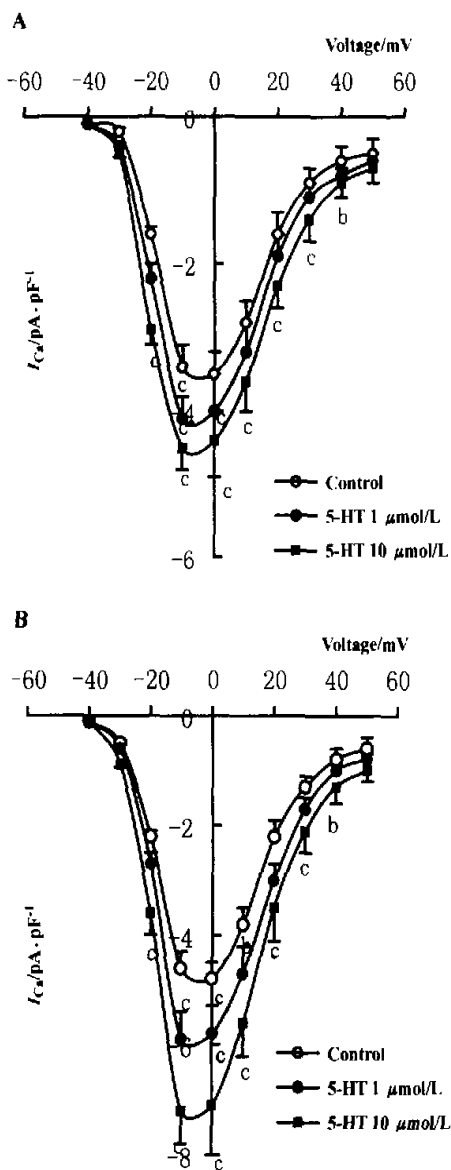 A
Voltage/mV
-60 -40 -20 0 20 40 60
-2
-4
-6
I_Ca/pA·pF⁻¹
c c c c c c c c c b
Control
5-HT 1 μmol/L
5-HT 10 μmol/L
B
Voltage/mV
-60 -40 -20 0 20 40 60
-2
-4
-6
-8
I_Ca/pA·pF⁻¹
c c c c b c c c b c c
Control
5-HT 1 μmol/L
5-HT 10 μmol/L